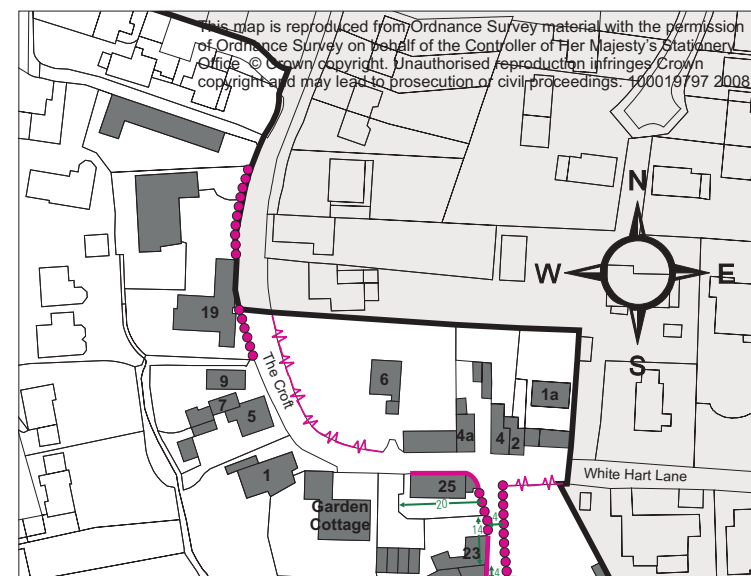 This map is reproduced from Ordnance Survey material with the permission
of Ordnance Survey on behalf of the Controller of Her Majesty's Stationery
Office © Crown copyright. Unauthorised reproduction infringes Crown
copyright and may lead to prosecution or civil proceedings. 100019797 2008
N
W
E
S
19
The Croft
6
9
7
5
1a
4a
4
2
1
White Hart Lane
25
Garden
Cottage
20
14
4
23
14